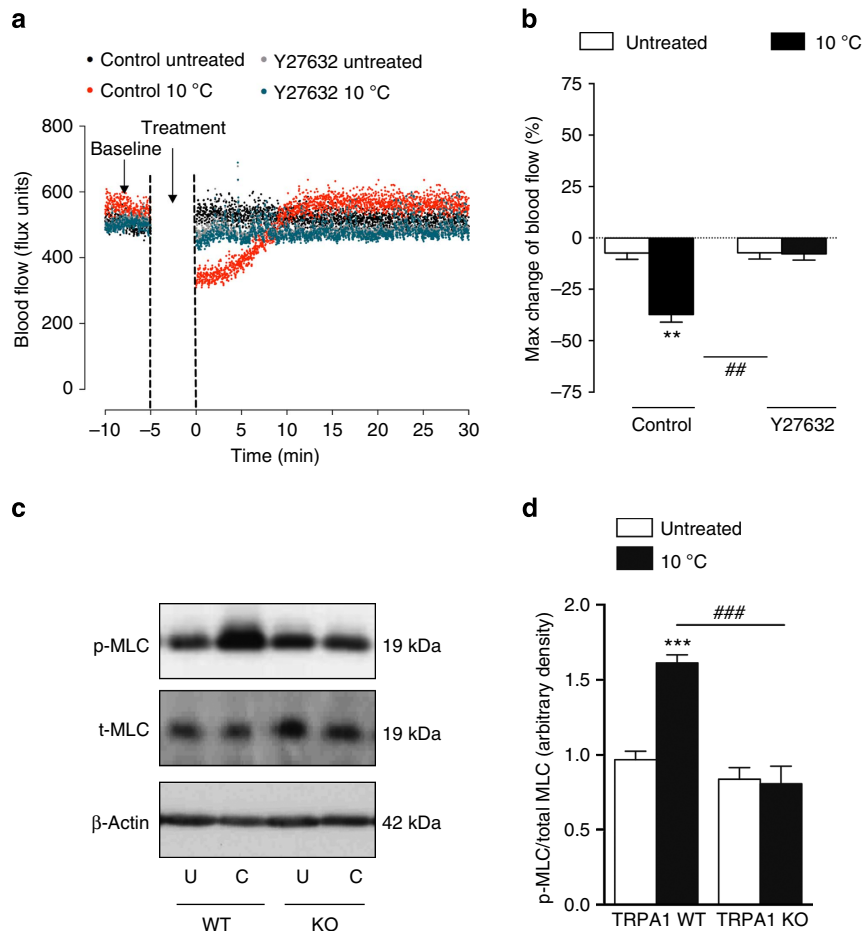 a
Control untreated
Y27632 untreated
Control 10 °C
Y27632 10 °C
Treatment
Baseline
Blood flow (flux units)
800
600
400
200
0
–10 –5 0 5 10 15 20 25 30
Time (min)
b
Untreated
10 °C
Max change of blood flow (%)
75
50
25
0
–25
–50
–75
**
##
Control
Y27632
c
p-MLC
19 kDa
t-MLC
19 kDa
β-Actin
42 kDa
U C U C
WT KO
d
Untreated
10 °C
p-MLC/total MLC (arbitrary density)
2.0
1.5
1.0
0.5
0.0
***
###
TRPA1 WT TRPA1 KO